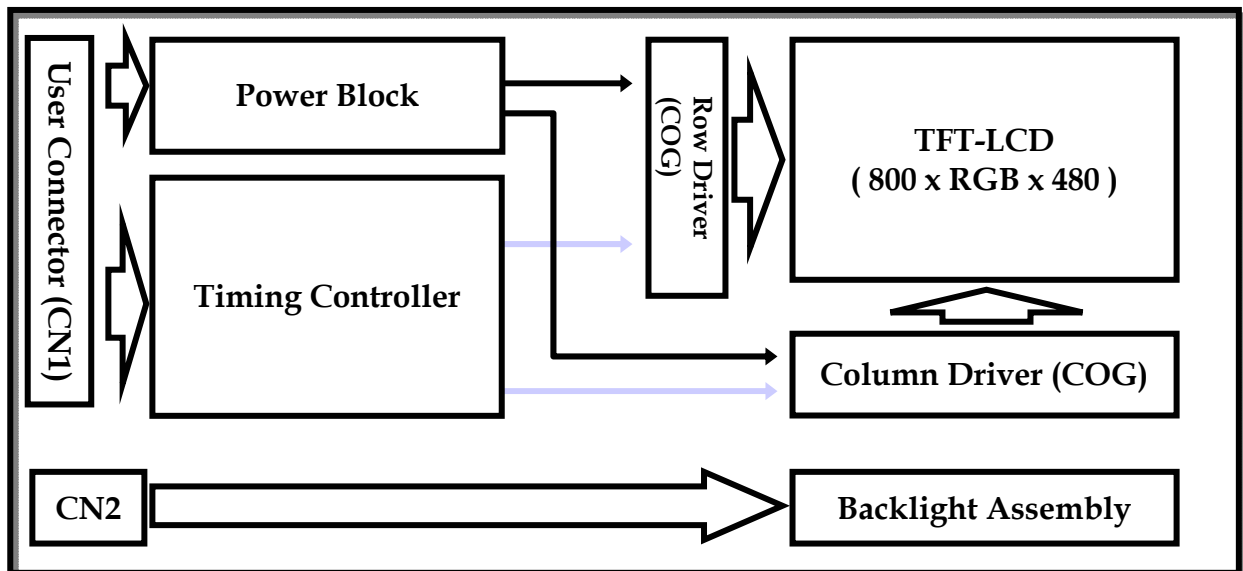 User Connector (CN1)
Power Block
Row Driver
(COG)
TFT-LCD
( 800 x RGB x 480 )
Timing Controller
Column Driver (COG)
CN2
Backlight Assembly